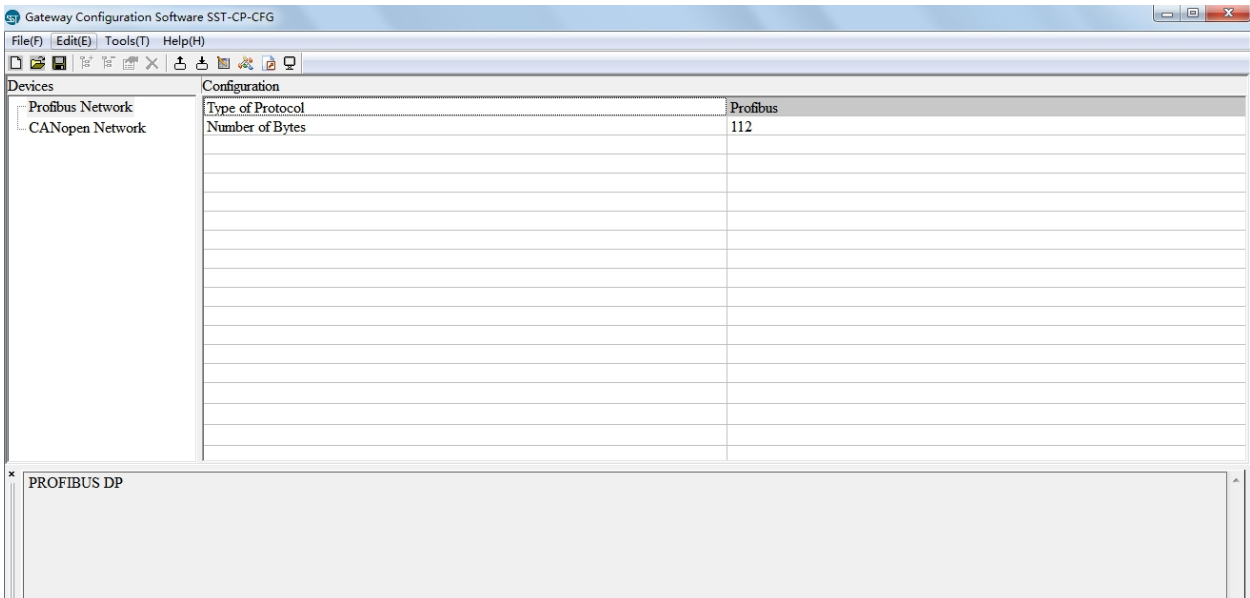 SST Gateway Configuration Software SST-CP-CFG
File(F) Edit(E) Tools(T) Help(H)
Devices Configuration
Profibus Network Type of Protocol Profibus
CANopen Network Number of Bytes 112
PROFIBUS DP